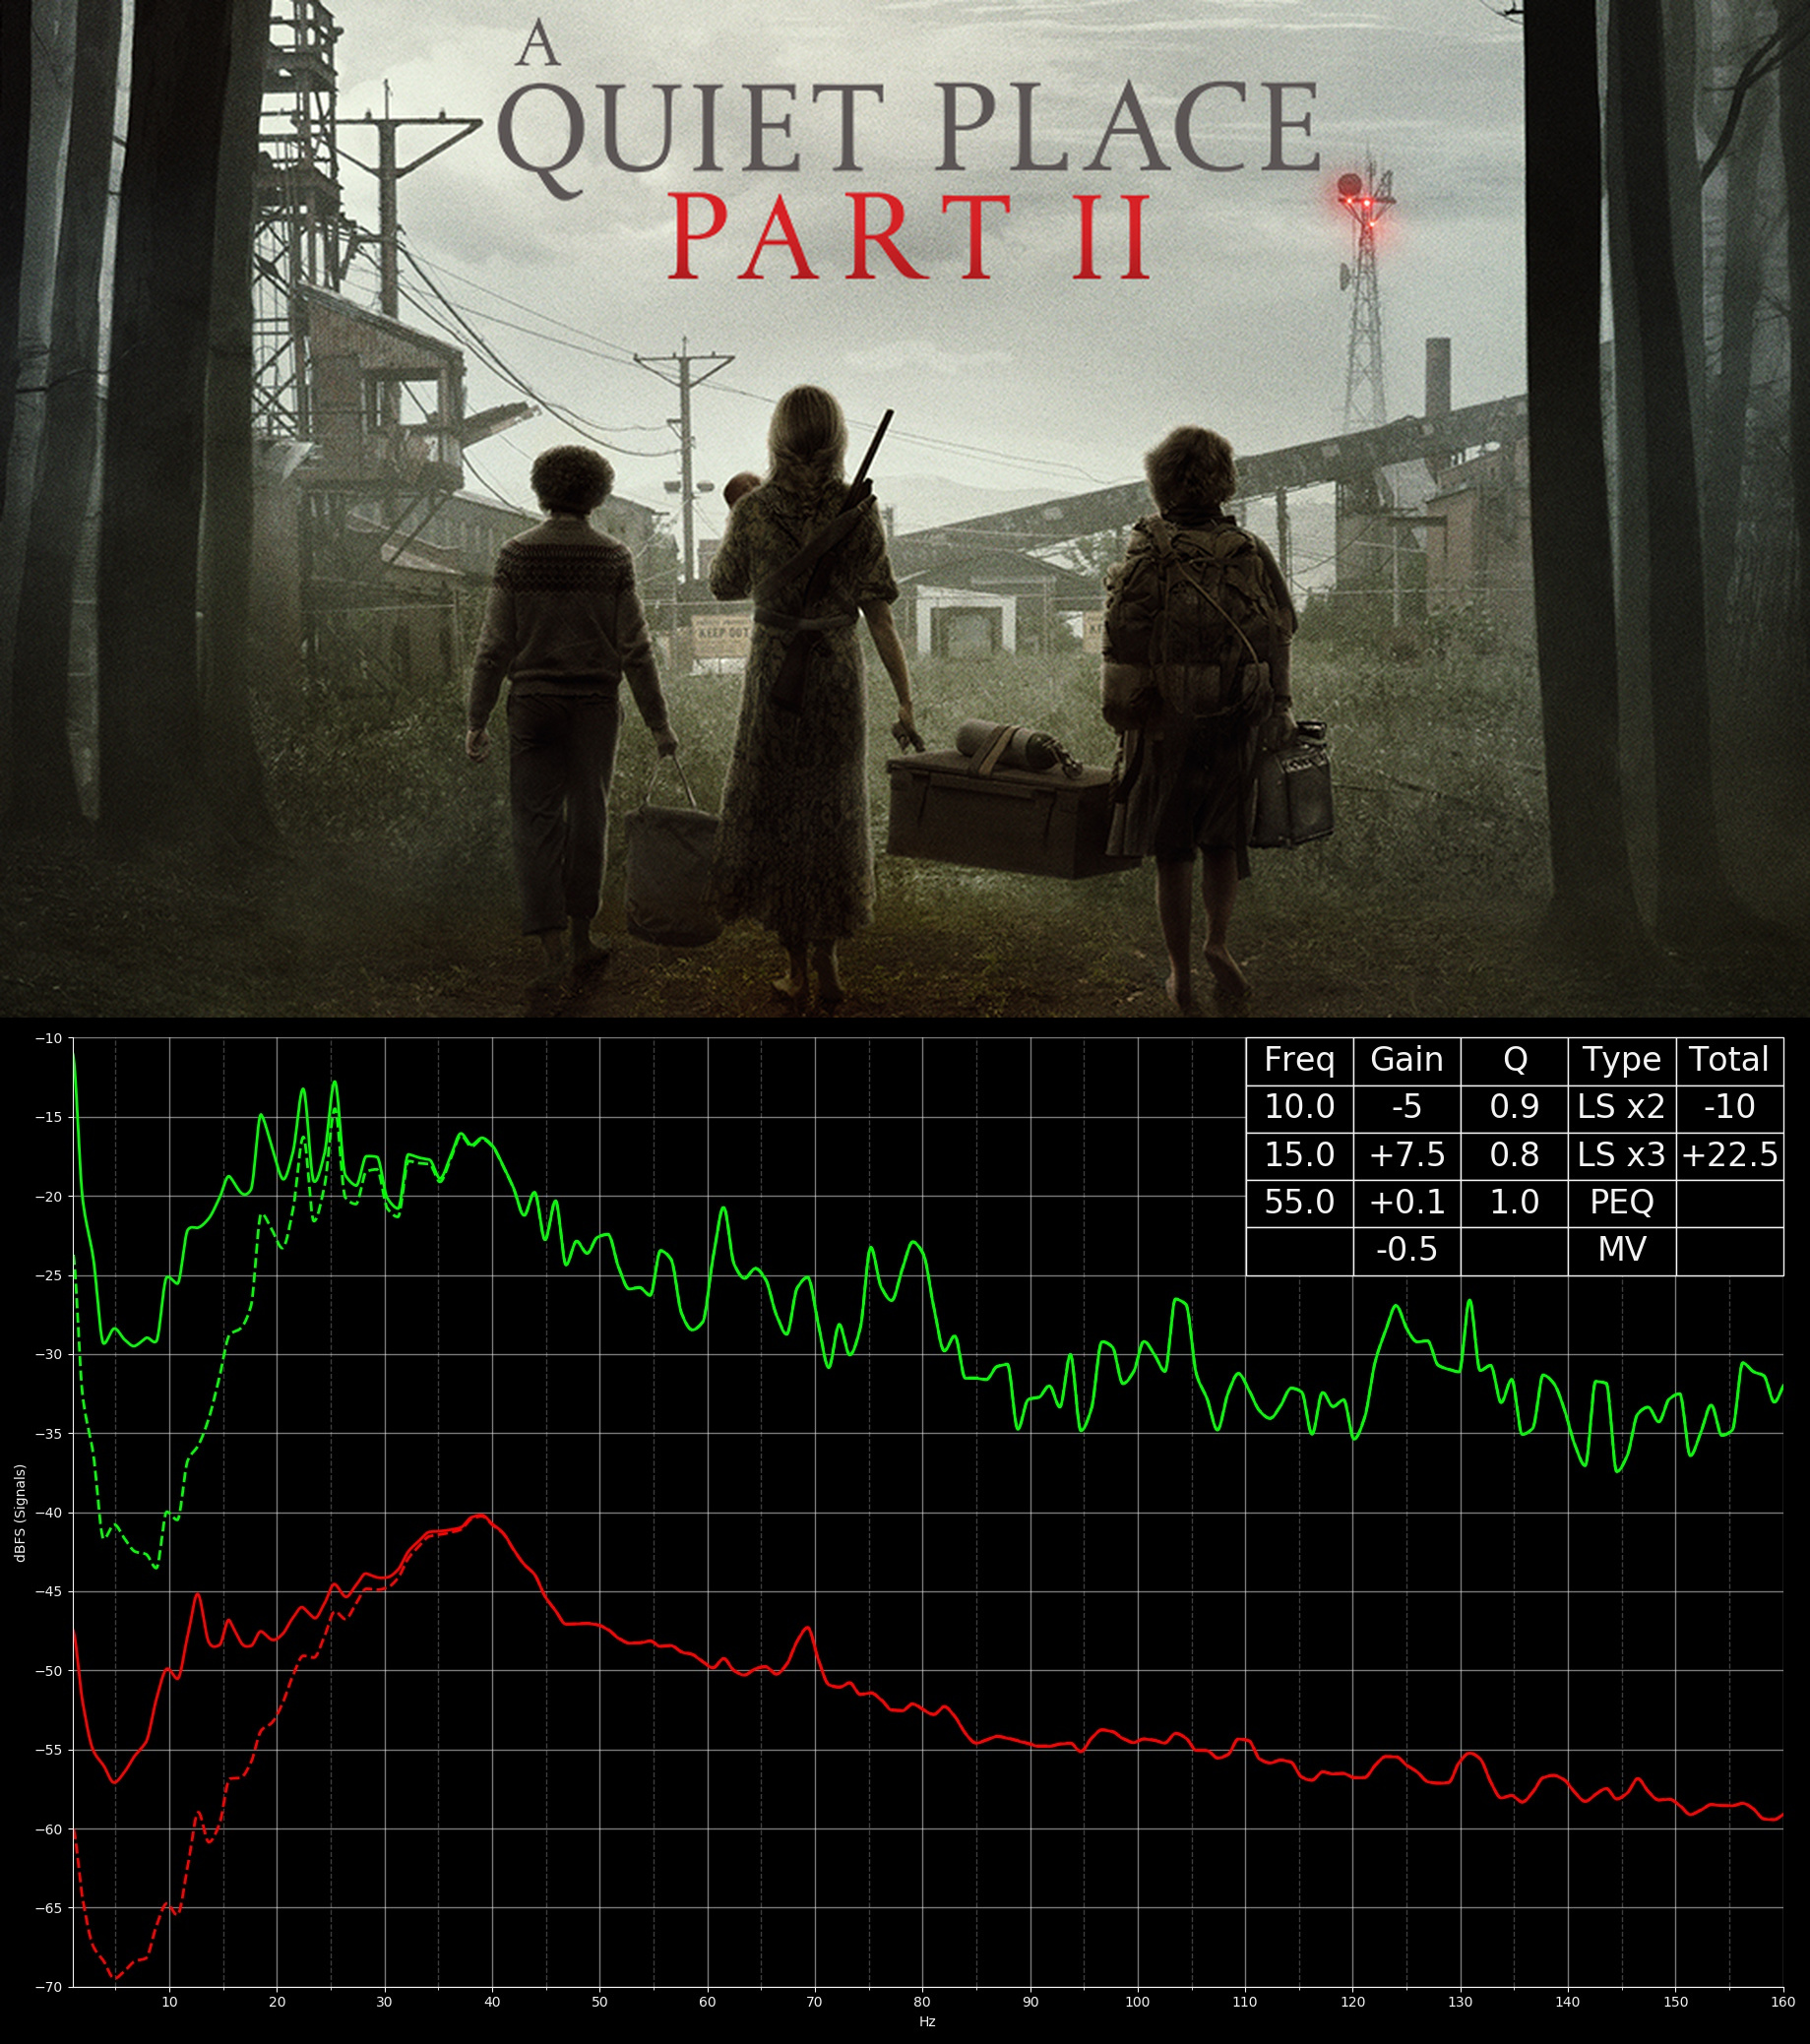 A
QUIET PLACE
PART II
KEEP OUT
Freq Gain Q Type Total
10.0 -5 0.9 LS x2 -10
15.0 +7.5 0.8 LS x3 +22.5
55.0 +0.1 1.0 PEQ
-0.5 MV
−10
−15
−20
−25
−30
−35
−40
−45
−50
−55
−60
−65
−70
dBFS (Signals)
10 20 30 40 50 60 70 80 90 100 110 120 130 140 150 160
Hz